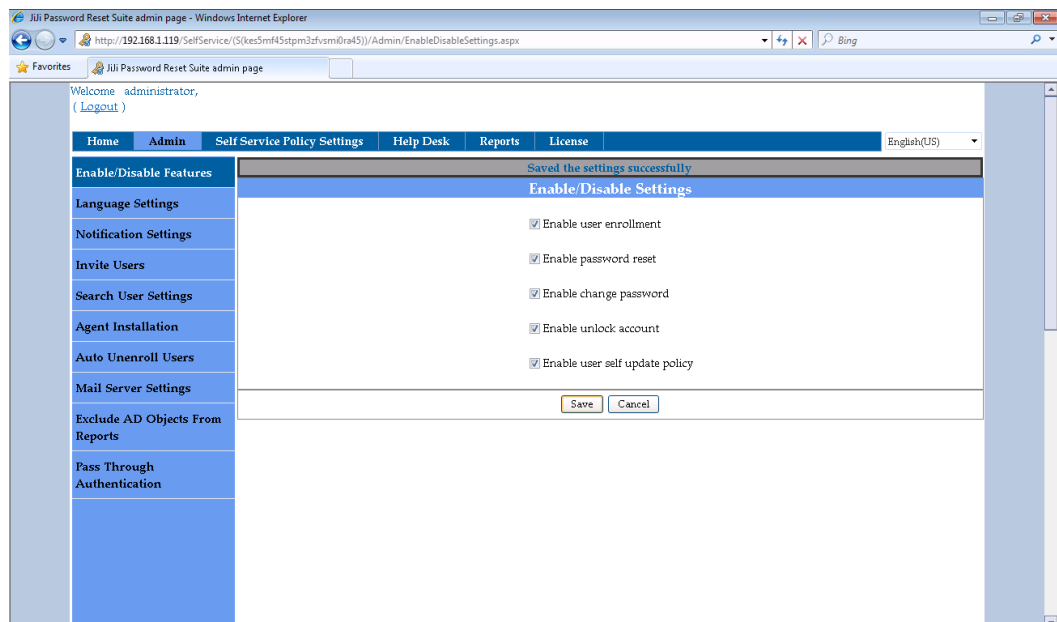 JiJi Password Reset Suite admin page - Windows Internet Explorer
http://192.168.1.119/SelfService/(S(kes5mf45stpm3zfvsmi0ra45))/Admin/EnableDisableSettings.aspx
Bing
Favorites
JiJi Password Reset Suite admin page
Welcome administrator,
( Logout )
Home Admin Self Service Policy Settings Help Desk Reports License
English(US)
Enable/Disable Features
Language Settings
Notification Settings
Invite Users
Search User Settings
Agent Installation
Auto Unenroll Users
Mail Server Settings
Exclude AD Objects From
Reports
Pass Through
Authentication
Saved the settings successfully
Enable/Disable Settings
Enable user enrollment
Enable password reset
Enable change password
Enable unlock account
Enable user self update policy
Save Cancel